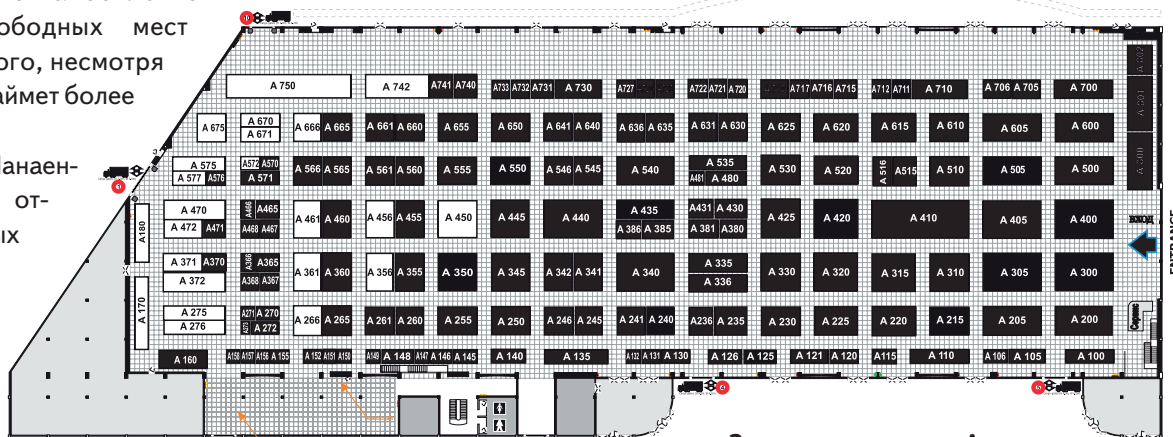 ободных мест
ого, несмотря
аймет более
Манаен-
от-
ых
A 750
A 742
A741 A740
A733 A732 A731 A 730
A727
A722 A721 A 720
A717 A716 A715
A712 A711 A 710
A 706 A 705
A 700
A 675
A 670
A 671
A 666 A 665
A 661 A 660
A 655
A 650
A 641 A 640
A 636 A 635
A 631 A 630
A 625
A 620
A 615
A 610
A 605
A 600
A 575
A 577 A576
A572 A570
A 571
A 566 A 565
A 561 A 560
A 555
A 550
A 546 A 545
A 540
A 535
A481 A 480
A 530
A 520
A 516
A515
A 510
A 505
A 500
A 470
A 472 A471
A466 A465
A468 A467
A 461 A 460
A 456 A 455
A 450
A 445
A 440
A 435
A 386 A 385
A431 A 430
A 381 A380
A 425
A 420
A 410
A 405
A 400
A180
ВХОД
ENTRANCE
A 371 A 370
A 372
A366 A365
A368 A367
A 361 A 360
A 356 A 355
A 350
A 345
A 342 A 341
A 340
A 335
A 336
A 330
A 320
A 315
A 310
A 305
A 300
A 170
A 275
A 276
A271 A 270
A273 A 272
A 266 A 265
A 261 A 260
A 255
A 250
A 246 A 245
A 241 A 240
A236 A 235
A 230
A 225
A 220
A 215
A 205
A 200
Сервис
A 160
A158 A157 A156 A 155
A 152 A151 A150
A149 A 148 A147 A 146 A 145
A 140
A 135
A132 A 131 A 130
A 126 A 125
A 121 A 120
A115
A 110
A 106 A 105
A 100